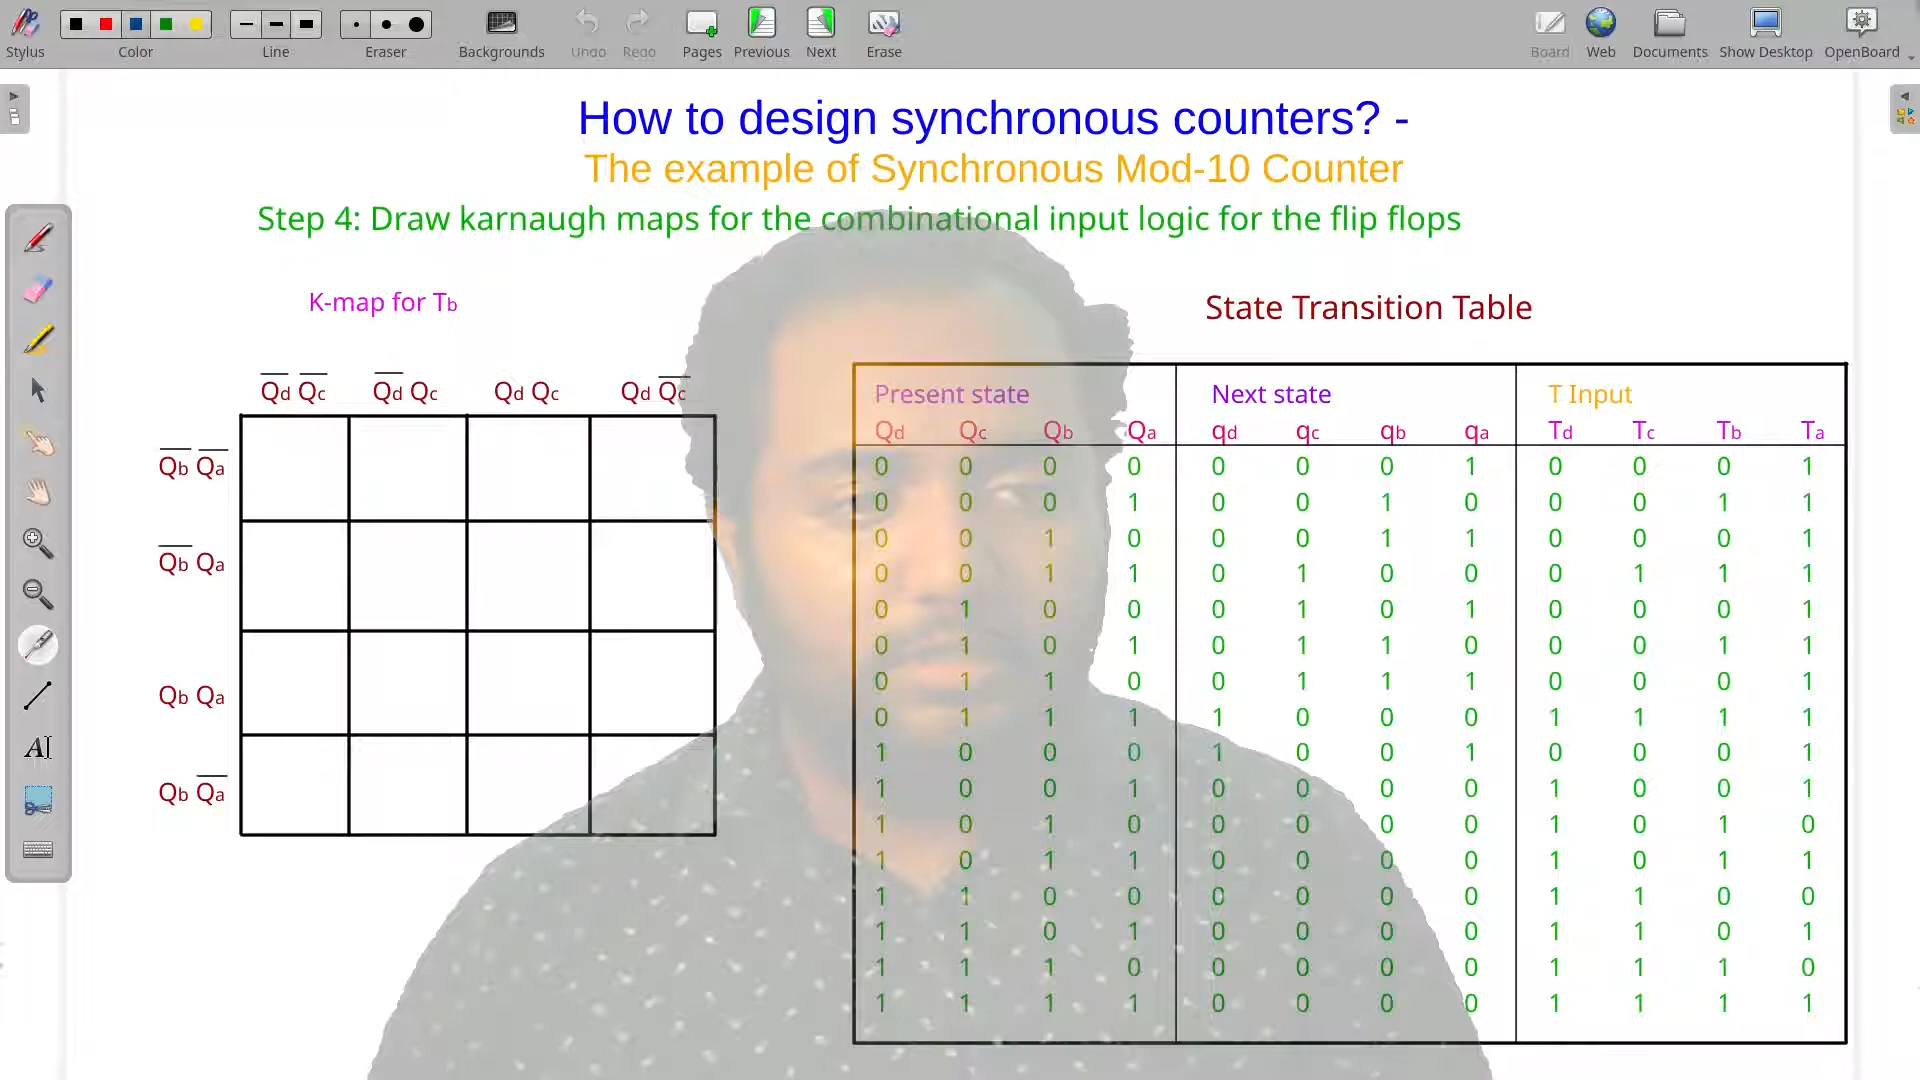 Stylus Color Line Eraser Backgrounds Undo Redo Pages Previous Next Erase Board Web Documents Show Desktop OpenBoard
How to design synchronous counters? -
The example of Synchronous Mod-10 Counter
Step 4: Draw karnaugh maps for the combinational input logic for the flip flops
K-map for Tb
Q̅d Q̅c Q̅d Qc Qd Qc Qd Q̅c
Q̅b Q̅a
Q̅b Qa
Qb Qa
Qb Q̅a
State Transition Table
Present state Next state T Input
Qd Qc Qb Qa qd qc qb qa Td Tc Tb Ta
0 0 0 0 0 0 0 1 0 0 0 1
0 0 0 1 0 0 1 0 0 0 1 1
0 0 1 0 0 0 1 1 0 0 0 1
0 0 1 1 0 1 0 0 0 1 1 1
0 1 0 0 0 1 0 1 0 0 0 1
0 1 0 1 0 1 1 0 0 0 1 1
0 1 1 0 0 1 1 1 0 0 0 1
0 1 1 1 1 0 0 0 1 1 1 1
1 0 0 0 1 0 0 1 0 0 0 1
1 0 0 1 0 0 0 0 1 0 0 1
1 0 1 0 0 0 0 0 1 0 1 0
1 0 1 1 0 0 0 0 1 0 1 1
1 1 0 0 0 0 0 0 1 1 0 0
1 1 0 1 0 0 0 0 1 1 0 1
1 1 1 0 0 0 0 0 1 1 1 0
1 1 1 1 0 0 0 0 1 1 1 1